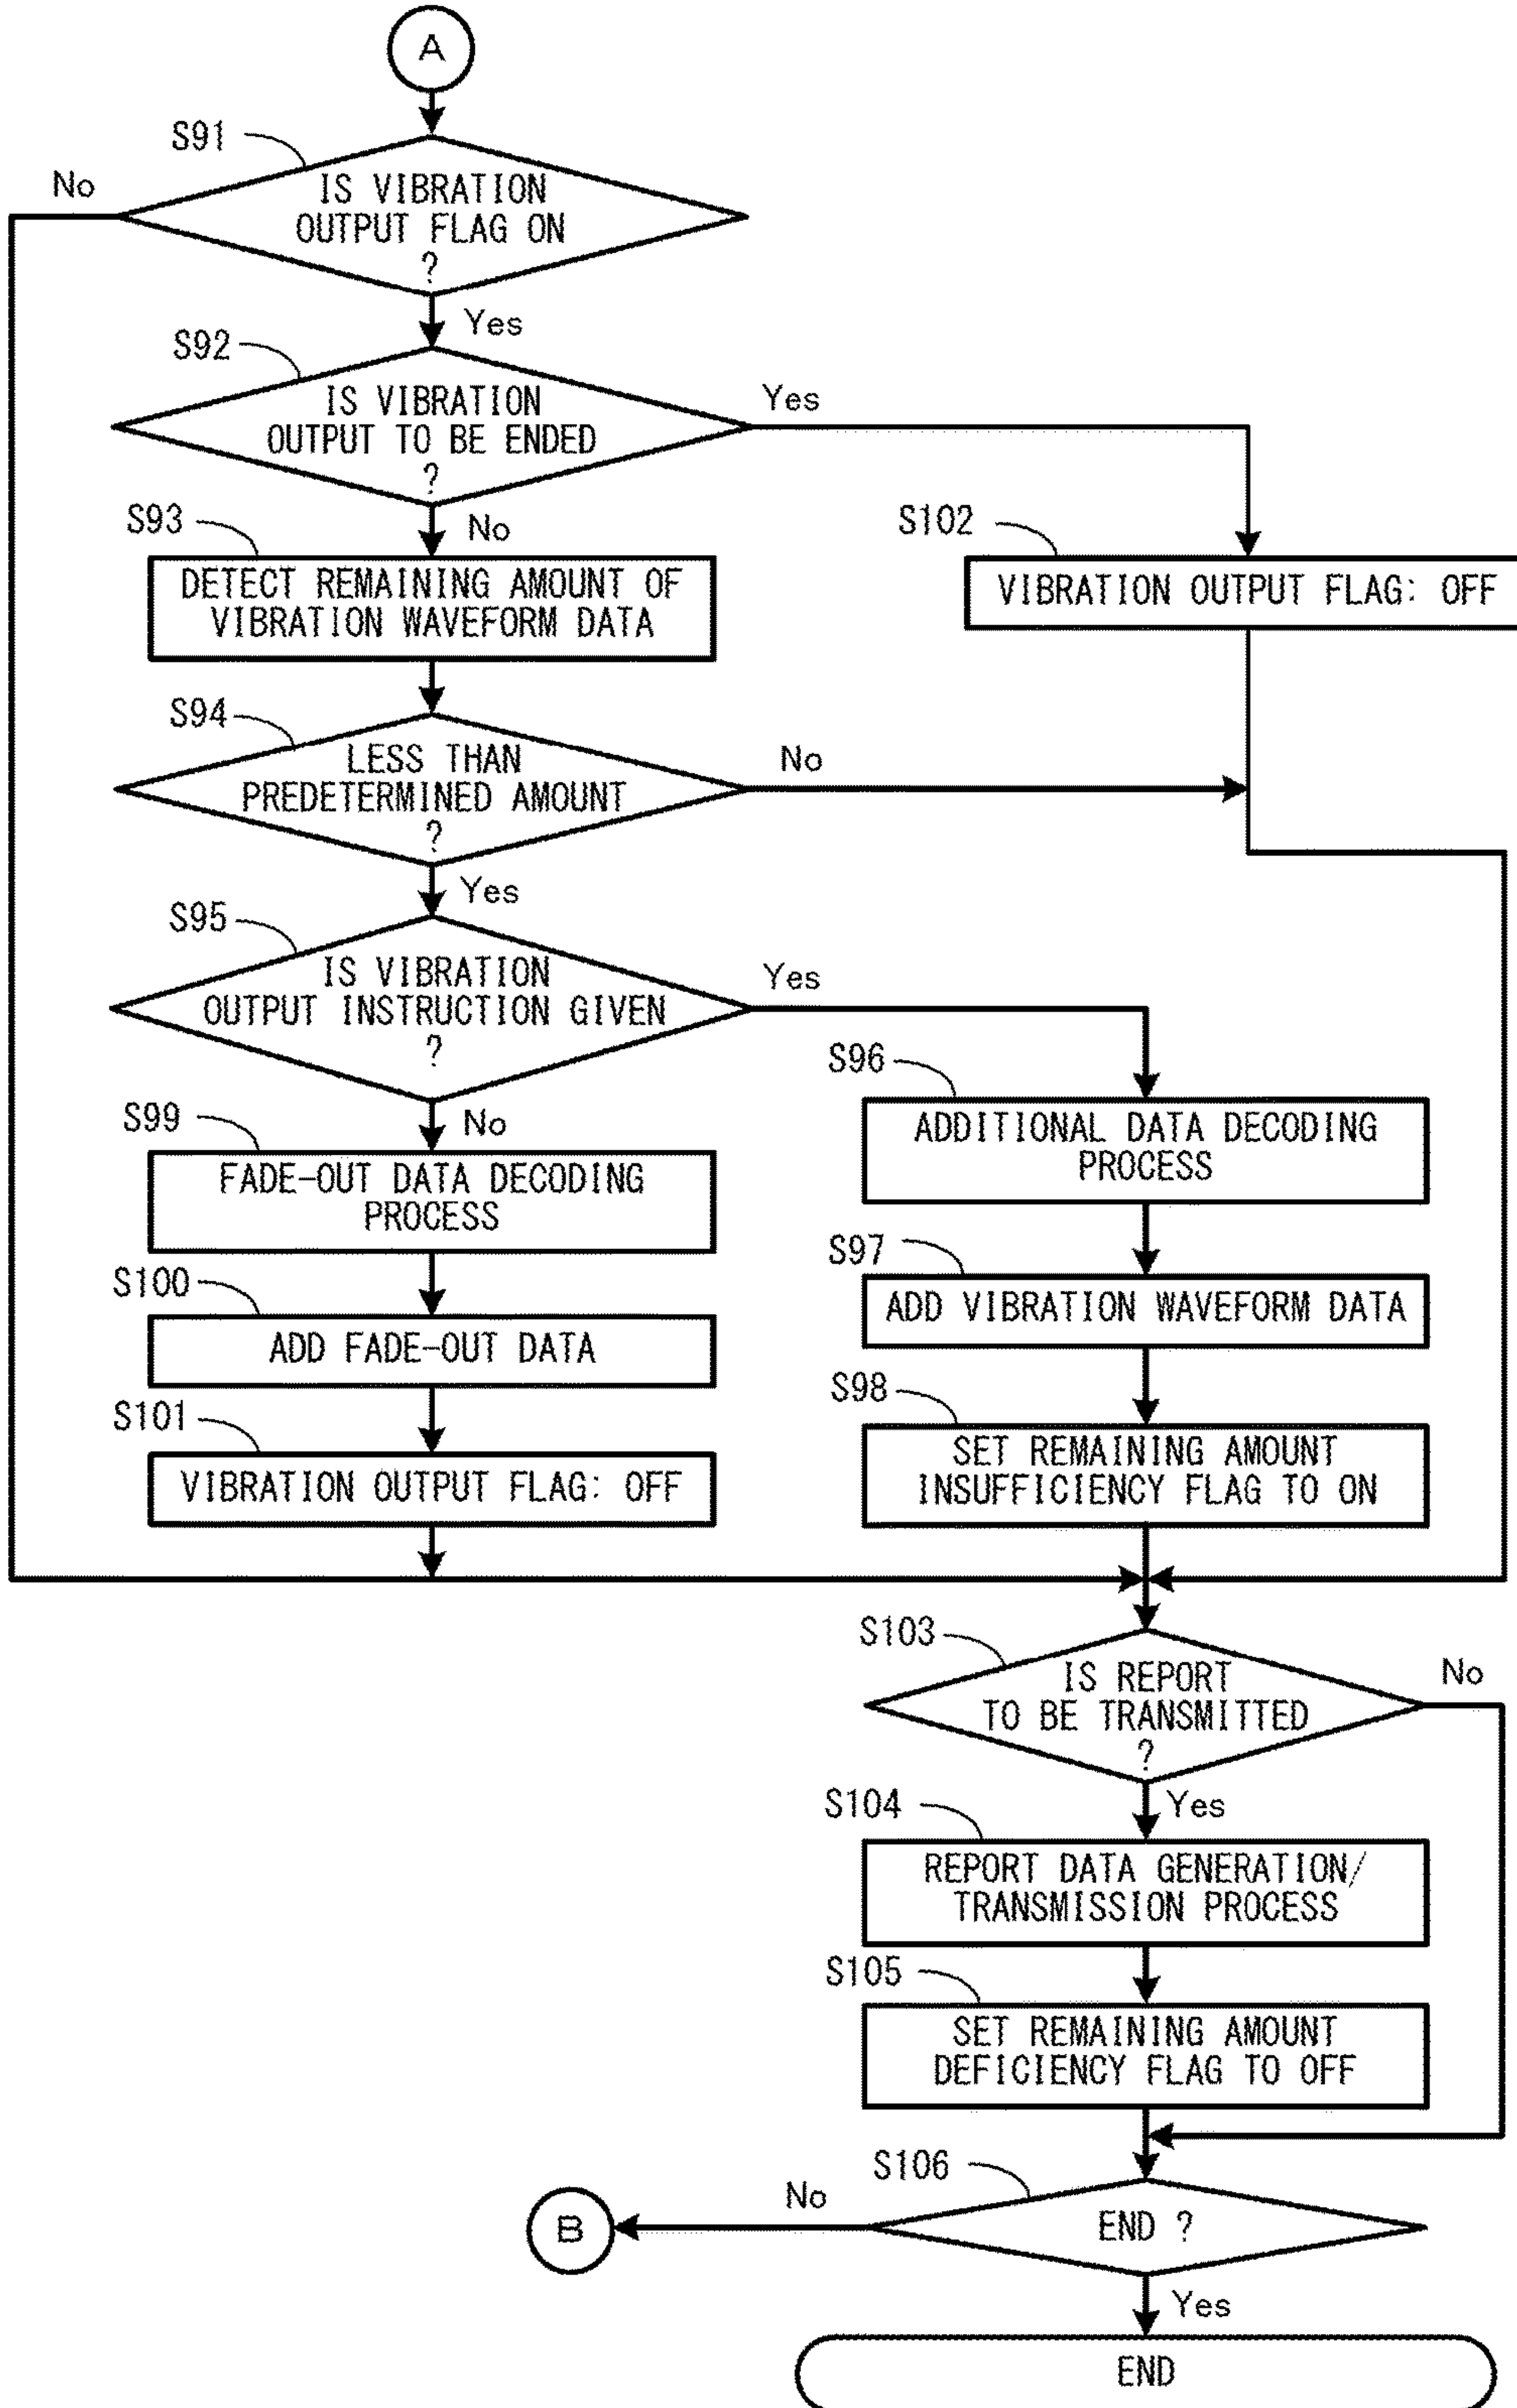 A
S91
No
IS VIBRATION
OUTPUT FLAG ON
?
Yes
S92
IS VIBRATION
OUTPUT TO BE ENDED
?
Yes
No
S93
DETECT REMAINING AMOUNT OF
VIBRATION WAVEFORM DATA
S102
VIBRATION OUTPUT FLAG: OFF
S94
LESS THAN
PREDETERMINED AMOUNT
?
No
Yes
S95
IS VIBRATION
OUTPUT INSTRUCTION GIVEN
?
Yes
No
S96
ADDITIONAL DATA DECODING
PROCESS
S99
FADE-OUT DATA DECODING
PROCESS
S97
ADD VIBRATION WAVEFORM DATA
S100
ADD FADE-OUT DATA
S98
SET REMAINING AMOUNT
INSUFFICIENCY FLAG TO ON
S101
VIBRATION OUTPUT FLAG: OFF
S103
IS REPORT
TO BE TRANSMITTED
?
No
Yes
S104
REPORT DATA GENERATION/
TRANSMISSION PROCESS
S105
SET REMAINING AMOUNT
DEFICIENCY FLAG TO OFF
S106
END ?
No
B
Yes
END